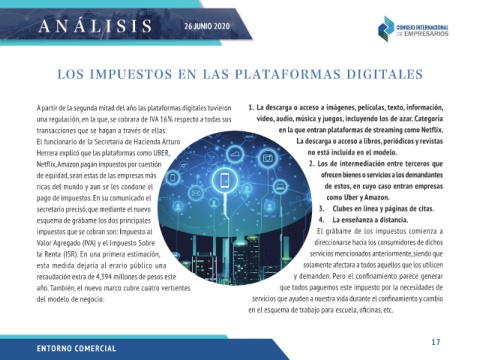 ANÁLISIS
26 JUNIO 2020
CONSEJO INTERNACIONAL
DE EMPRESARIOS
LOS IMPUESTOS EN LAS PLATAFORMAS DIGITALES
A partir de la segunda mitad del año las plataformas digitales tuvieron
una regulación, en la que, se cobrara de IVA 16% respecto a todas sus
transacciones que se hagan a través de ellas.
El funcionario de la Secretaria de Hacienda Arturo
Herrera explicó que las plataformas como UBER,
Netflix, Amazon pagan impuestos por cuestión
de equidad, sean estas de las empresas más
ricas del mundo y aun se les condone el
pago de impuestos. En su comunicado el
secretario precisó, que mediante el nuevo
esquema de grábame los dos principales
impuestos que se cobran son: Impuesto al
Valor Agregado (IVA) y el Impuesto Sobre
la Renta (ISR). En una primera estimación,
esta medida dejaría al erario público una
recaudación extra de 4,394 millones de pesos este
año. También, el nuevo marco cubre cuatro vertientes
del modelo de negocio:
1. La descarga o acceso a imágenes, películas, texto, información,
video, audio, música y juegos, incluyendo los de azar. Categoría
en la que entran plataformas de streaming como Netflix.
La descarga o acceso a libros, periódicos y revistas
no está incluida en el modelo.
2. Los de intermediación entre terceros que
ofrecen bienes o servicios a los demandantes
de estos, en cuyo caso entran empresas
como Uber y Amazon.
3. Clubes en línea y páginas de citas.
4. La enseñanza a distancia.
El grábame de los impuestos comienza a
direccionarse hacia los consumidores de dichos
servicios mencionados anteriormente, siendo que
solamente afectara a todos aquellos que los utilicen
y demanden. Pero el confinamiento parece generar
que todos paguemos este impuesto por la necesidades de
servicios que ayuden a nuestra vida durante el confinamiento y cambio
en el esquema de trabajo para escuela, oficinas, etc.
ENTORNO COMERCIAL
17